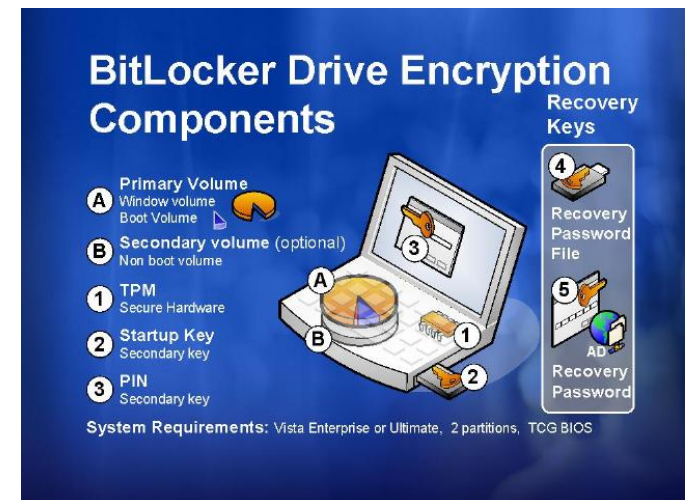 BitLocker Drive Encryption
Components
Recovery
Keys
A
Primary Volume
Window volume
Boot Volume
B
Secondary volume (optional)
Non boot volume
1
TPM
Secure Hardware
2
Startup Key
Secondary key
3
PIN
Secondary key
3
A
B
1
2
4
Recovery
Password
File
5
AD
Recovery
Password
System Requirements: Vista Enterprise or Ultimate, 2 partitions, TCG BIOS